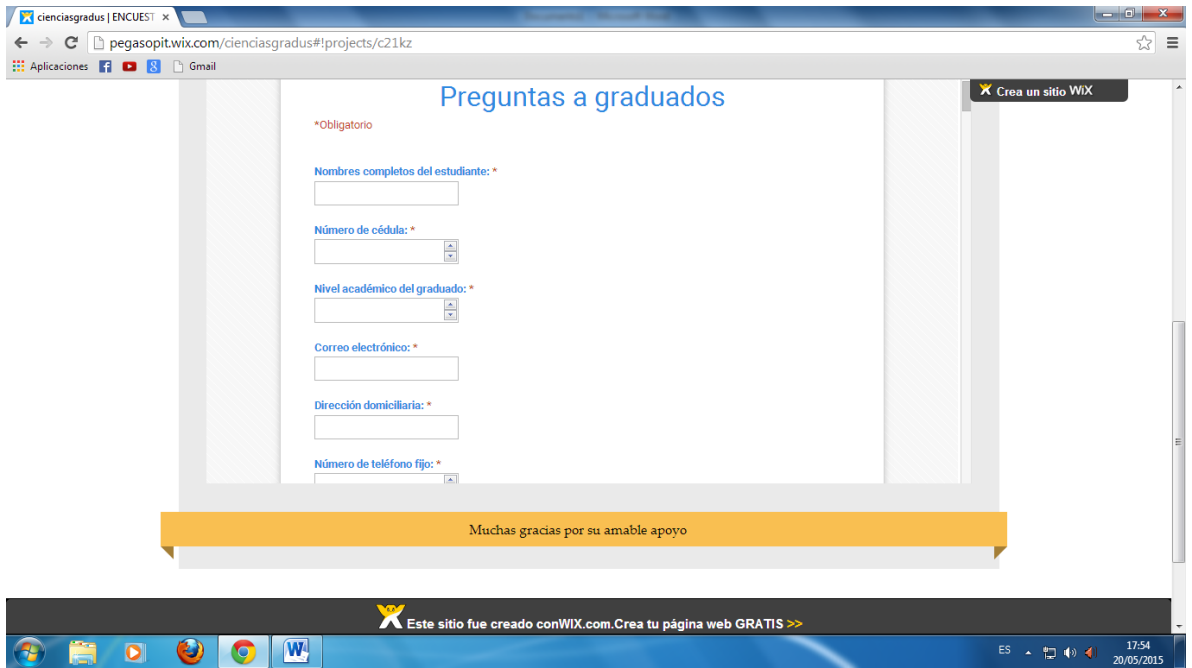 cienciasgradus | ENCUEST
Documento1 - Microsoft Word
pegasopit.wix.com/cienciasgradus#!projects/c21kz
Aplicaciones
Gmail
Crea un sitio WiX
Preguntas a graduados
*Obligatorio
Nombres completos del estudiante: *
Número de cédula: *
Nivel académico del graduado: *
Correo electrónico: *
Dirección domiciliaria: *
Número de teléfono fijo: *
Muchas gracias por su amable apoyo
Este sitio fue creado conWIX.com.Crea tu página web GRATIS >>
ES
17:54
20/05/2015